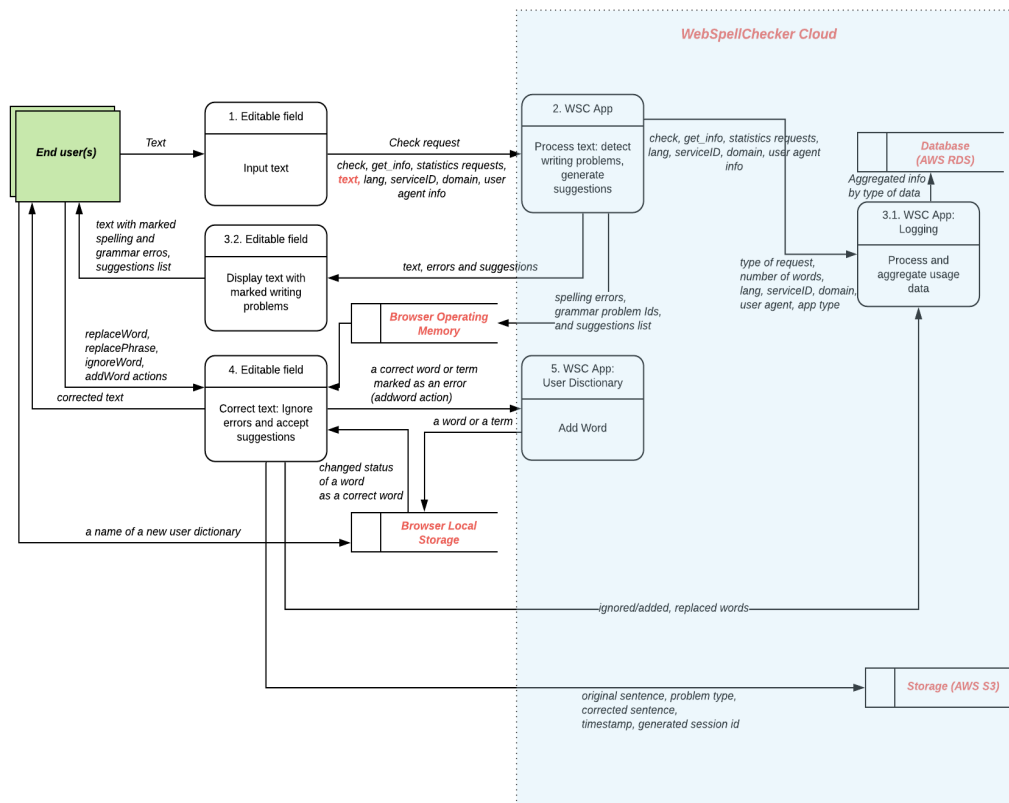 WebSpellChecker Cloud
End user(s)
Text
1. Editable field
Input text
Check request
check, get_info, statistics requests,
text, lang, serviceID, domain, user
agent info
2. WSC App
Process text: detect
writing problems,
generate
suggestions
check, get_info, statistics requests,
lang, serviceID, domain, user agent
info
Database
(AWS RDS)
Aggregated info
by type of data
3.1. WSC App:
Logging
Process and
aggregate usage
data
type of request,
number of words,
lang, serviceID, domain,
user agent, app type
text with marked
spelling and
grammar erros,
suggestions list
3.2. Editable field
Display text with
marked writing
problems
text, errors and suggestions
spelling errors,
grammar problem Ids,
and suggestions list
Browser Operating
Memory
replaceWord,
replacePhrase,
ignoreWord,
addWord actions
corrected text
4. Editable field
Correct text: Ignore
errors and accept
suggestions
a correct word or term
marked as an error
(addword action)
a word or a term
5. WSC App:
User Disctionary
Add Word
changed status
of a word
as a correct word
Browser Local
Storage
a name of a new user dictionary
ignored/added, replaced words
Storage (AWS S3)
original sentence, problem type,
corrected sentence,
timestamp, generated session id